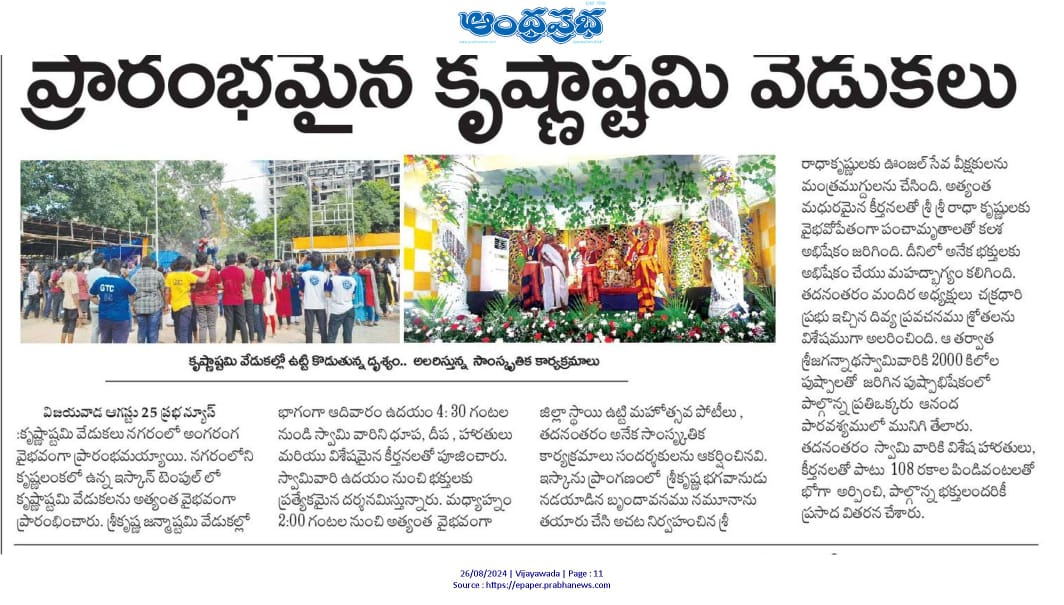 ఆంధ్రప్రభ
ప్రారంభమైన కృష్ణాష్టమి వేడుకలు
GTC
కృష్ణాష్టమి వేడుకల్లో ఉట్టి కొడుతున్న దృశ్యం.. అలరిస్తున్న సాంస్కృతిక కార్యక్రమాలు
విజయవాడ ఆగస్టు 25 ప్రభ న్యూస్
:కృష్ణాష్టమి వేడుకలు నగరంలో అంగరంగ
వైభవంగా ప్రారంభమయ్యాయి. నగరంలోని
కృష్ణలంకలో ఉన్న ఇస్కాన్ టెంపుల్ లో
కృష్ణాష్టమి వేడుకలను అత్యంత వైభవంగా
ప్రారంభించారు. శ్రీకృష్ణ జన్మాష్టమి వేడుకల్లో
భాగంగా ఆదివారం ఉదయం 4: 30 గంటల
నుండి స్వామి వారిని ధూప, దీప , హారతులు
మరియు విశేషమైన కీర్తనలతో పూజించారు.
స్వామివారి ఉదయం నుంచి భక్తులకు
ప్రత్యేకమైన దర్శనమిస్తున్నారు. మధ్యాహ్నం
2:00 గంటల నుంచి అత్యంత వైభవంగా
జిల్లా స్థాయి ఉట్టి మహోత్సవ పోటీలు ,
తదనంతరం అనేక సాంస్కృతిక
కార్యక్రమాలు సందర్శకులను ఆకర్షించినవి.
ఇస్కాను ప్రాంగణంలో శ్రీకృష్ణ భగవానుడు
నడయాడిన బృందావనము నమూనాను
తయారు చేసి అచట నిర్వహించిన శ్రీ
రాధాకృష్ణులకు ఊంజల్ సేవ వీక్షకులను
మంత్రముగ్దులను చేసింది. అత్యంత
మధురమైన కీర్తనలతో శ్రీ శ్రీ రాధా కృష్ణులకు
వైభవోపేతంగా పంచామృతాలతో కలశ
అభిషేకం జరిగింది. దీనిలో అనేక భక్తులకు
అభిషేకం చేయు మహద్భాగ్యం కలిగింది.
తదనంతరం మందిర అధ్యక్షులు చక్రధారి
ప్రభు ఇచ్చిన దివ్య ప్రవచనము శ్రోతలను
విశేషముగా అలరించింది. ఆ తర్వాత
శ్రీజగన్నాథస్వామివారికి 2000 కిలోల
పుష్పాలతో జరిగిన పుష్పాభిషేకంలో
పాల్గొన్న ప్రతిఒక్కరు ఆనంద
పారవశ్యములో మునిగి తేలారు.
తదనంతరం స్వామి వారికి విశేష హారతులు,
కీర్తనలతో పాటు 108 రకాల పిండివంటలతో
భోగా అర్పించి, పాల్గొన్న భక్తులందరికీ
ప్రసాద వితరన చేశారు.
26/08/2024 | Vijayawada | Page : 11
Source : https://epaper.prabhanews.com